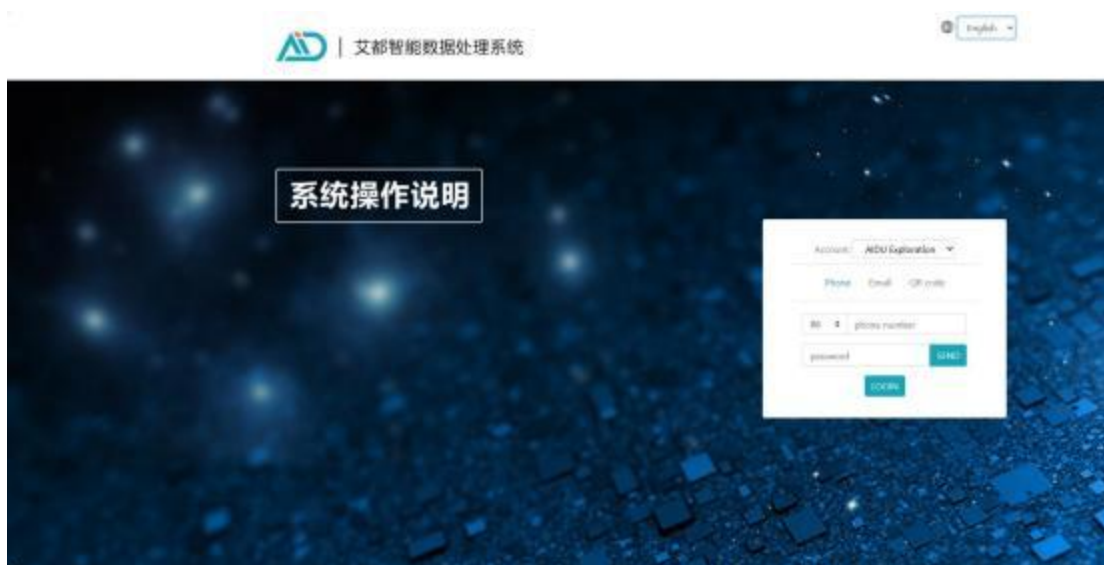 AD | 艾都智能数据处理系统
English
系统操作说明
Account: AIDU Exploration
Phone Email QR code
86 phone number
password SEND
LOGIN